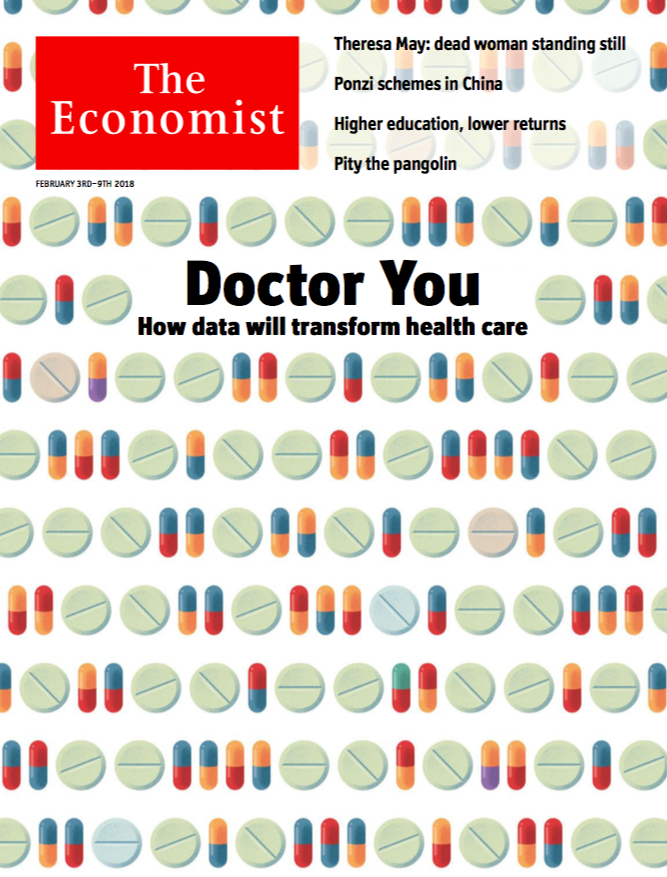 The
Economist
Theresa May: dead woman standing still
Ponzi schemes in China
Higher education, lower returns
Pity the pangolin
FEBRUARY 3RD–9TH 2018
Doctor You
How data will transform health care